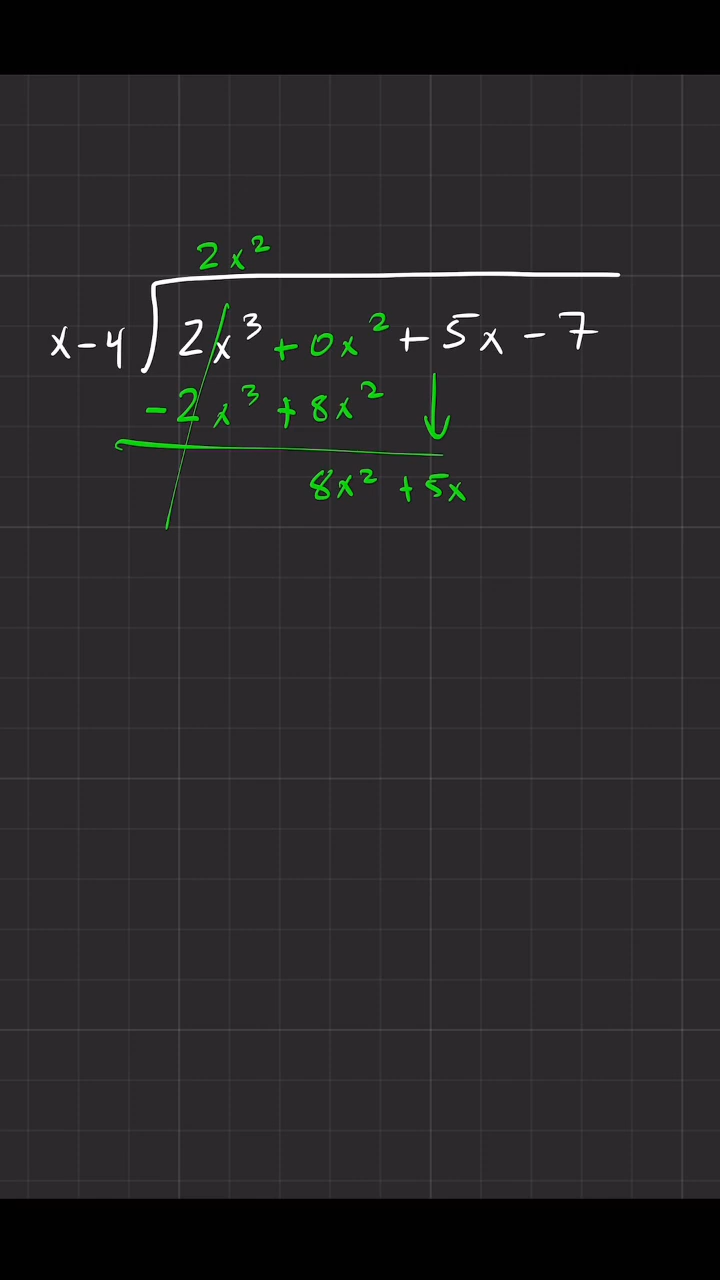 2x²
x-4 2x³ +0x² +5x -7
-2x³ +8x²
8x² +5x